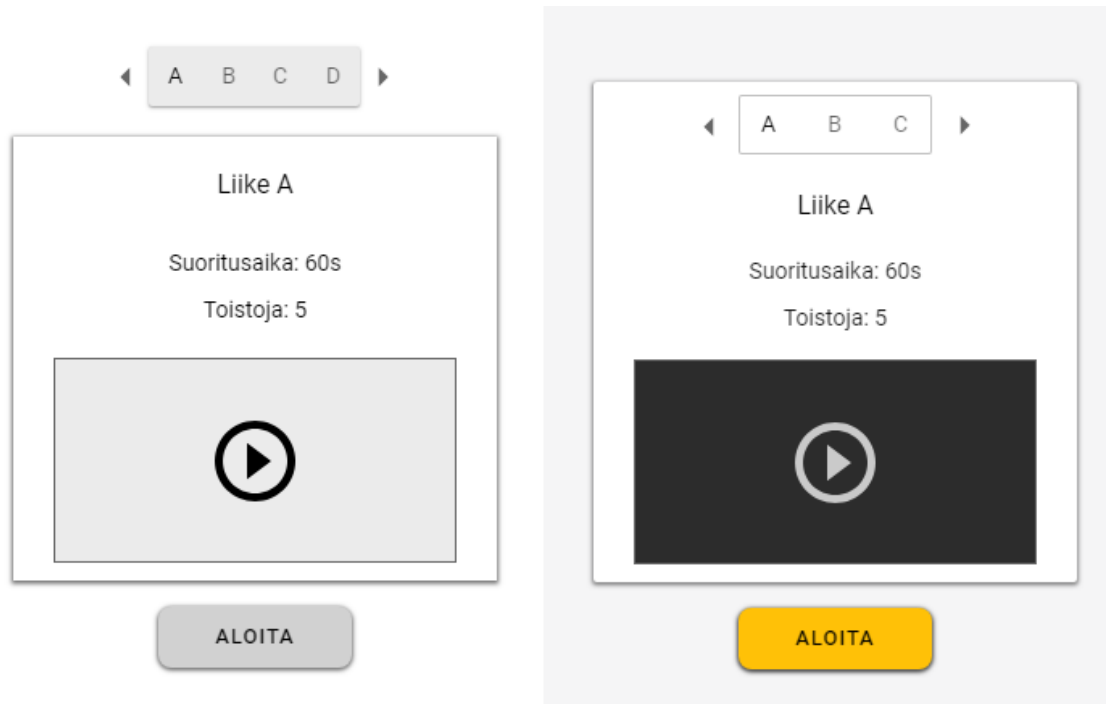 A B C D
Liike A
Suoritusaika: 60s
Toistoja: 5
ALOITA
A B C
Liike A
Suoritusaika: 60s
Toistoja: 5
ALOITA